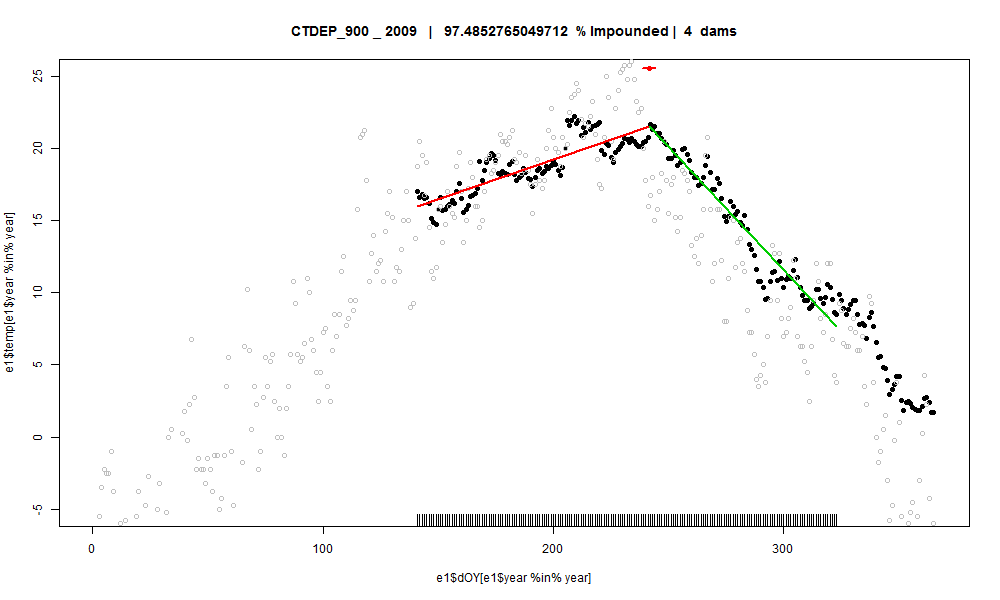 CTDEP_900 _ 2009 | 97.4852765049712 % Impounded | 4 dams
e1$temp[e1$year %in% year]
25
20
15
10
5
0
-5
0 100 200 300
e1$dOY[e1$year %in% year]